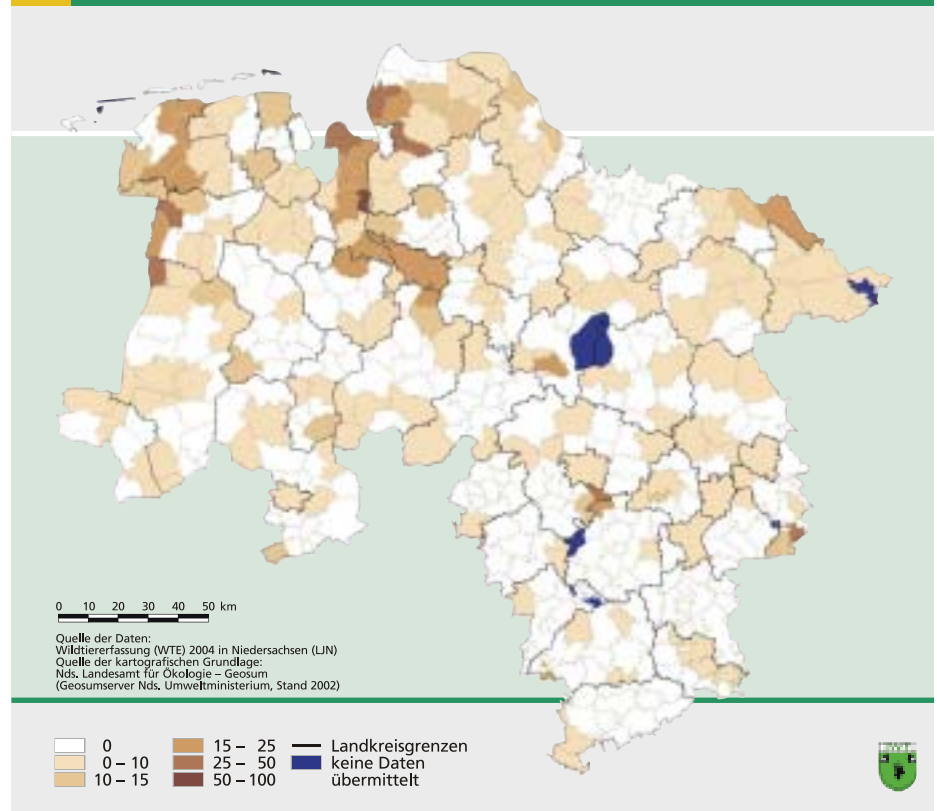 0 10 20 30 40 50 km
Quelle der Daten:
Wildtiererfassung (WTE) 2004 in Niedersachsen (LJN)
Quelle der kartografischen Grundlage:
Nds. Landesamt für Ökologie – Geosum
(Geosumserver Nds. Umweltministerium, Stand 2002)
0 15 – 25 Landkreisgrenzen
0 – 10 25 – 50 keine Daten
10 – 15 50 – 100 übermittelt